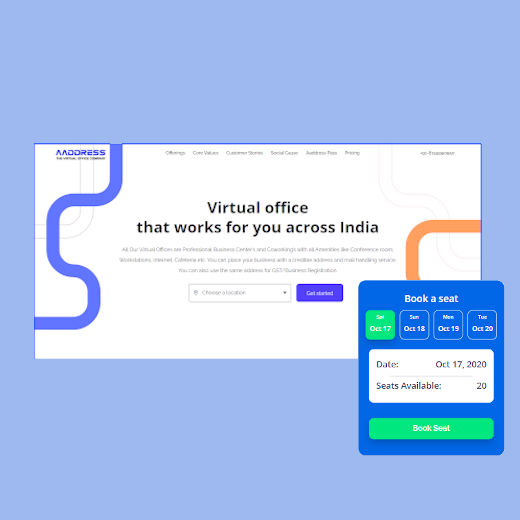 AADDRESS
THE VIRTUAL OFFICE COMPANY
Offerings Core Values Customer Stories Social Cause Aaddress Pass Pricing
Virtual office
that works for you across India
All Our Virtual Offices are Professional Business Center's and Coworkings with all Amenities like Conference room,
Workstations, Internet, Cafeteria etc. You can place your business with a credible address and mail handling service.
You can also use the same address for GST/Business Registration.
Choose a location
Get started
Book a seat
Sat Sun Mon Tue
Oct 17 Oct 18 Oct 19 Oct 20
Date: Oct 17, 2020
Seats Available: 20
Book Seat